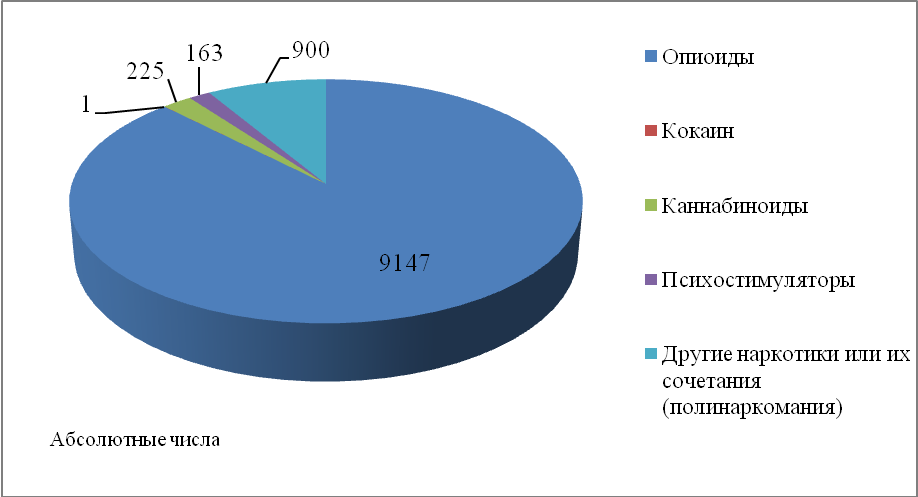 900
163
225
1
9147
Опиоиды
Кокаин
Каннабиноиды
Психостимуляторы
Другие наркотики или их
сочетания
(полинаркомания)
Абсолютные числа